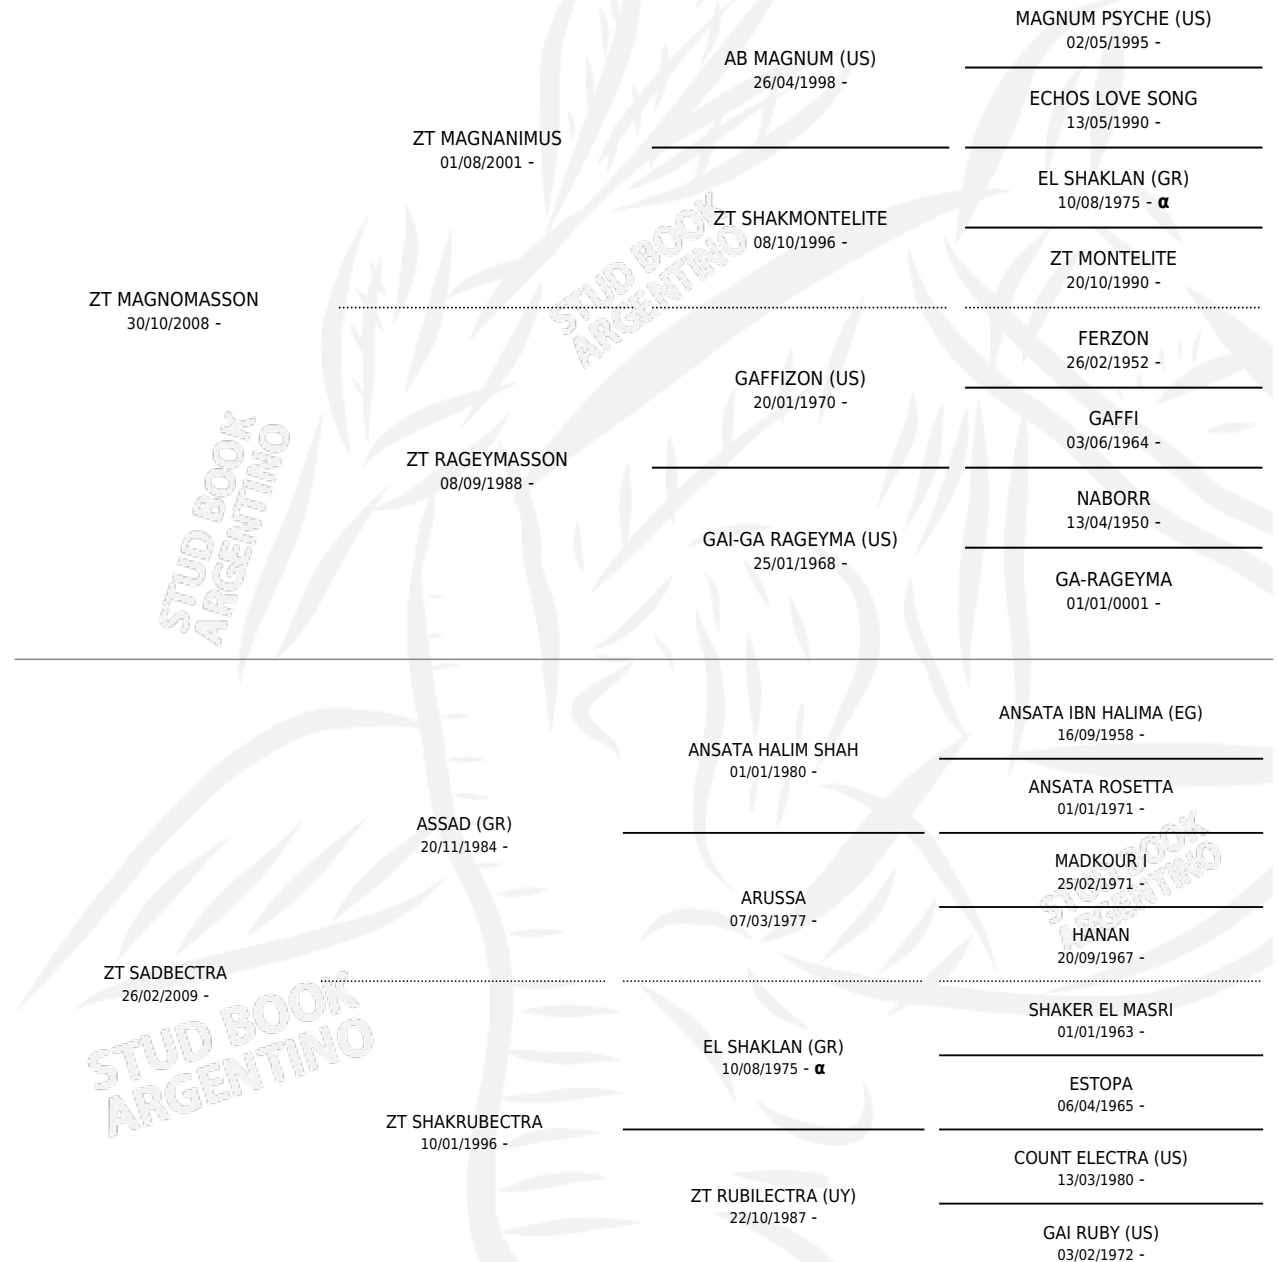 MAGNUM PSYCHE (US)
02/05/1995 -
AB MAGNUM (US)
26/04/1998 -
ECHOS LOVE SONG
13/05/1990 -
ZT MAGNANIMUS
01/08/2001 -
EL SHAKLAN (GR)
10/08/1975 - α
ZT SHAKMONTELITE
08/10/1996 -
ZT MONTELITE
20/10/1990 -
ZT MAGNOMASSON
30/10/2008 -
FERZON
26/02/1952 -
GAFFIZON (US)
20/01/1970 -
GAFFI
03/06/1964 -
ZT RAGEYMASSON
08/09/1988 -
NABORR
13/04/1950 -
GAI-GA RAGEYMA (US)
25/01/1968 -
GA-RAGEYMA
01/01/0001 -
STUD BOOK
ARGENTINO
STUD BOOK
ARGENTINO
ANSATA IBN HALIMA (EG)
16/09/1958 -
ANSATA HALIM SHAH
01/01/1980 -
ANSATA ROSETTA
01/01/1971 -
ASSAD (GR)
20/11/1984 -
MADKOUR I
25/02/1971 -
ARUSSA
07/03/1977 -
HANAN
20/09/1967 -
ZT SADBECTRA
26/02/2009 -
SHAKER EL MASRI
01/01/1963 -
EL SHAKLAN (GR)
10/08/1975 - α
ESTOPA
06/04/1965 -
ZT SHAKRUBECTRA
10/01/1996 -
COUNT ELECTRA (US)
13/03/1980 -
ZT RUBILECTRA (UY)
22/10/1987 -
GAI RUBY (US)
03/02/1972 -
STUD BOOK
ARGENTINO
STUD BOOK
ARGENTINO